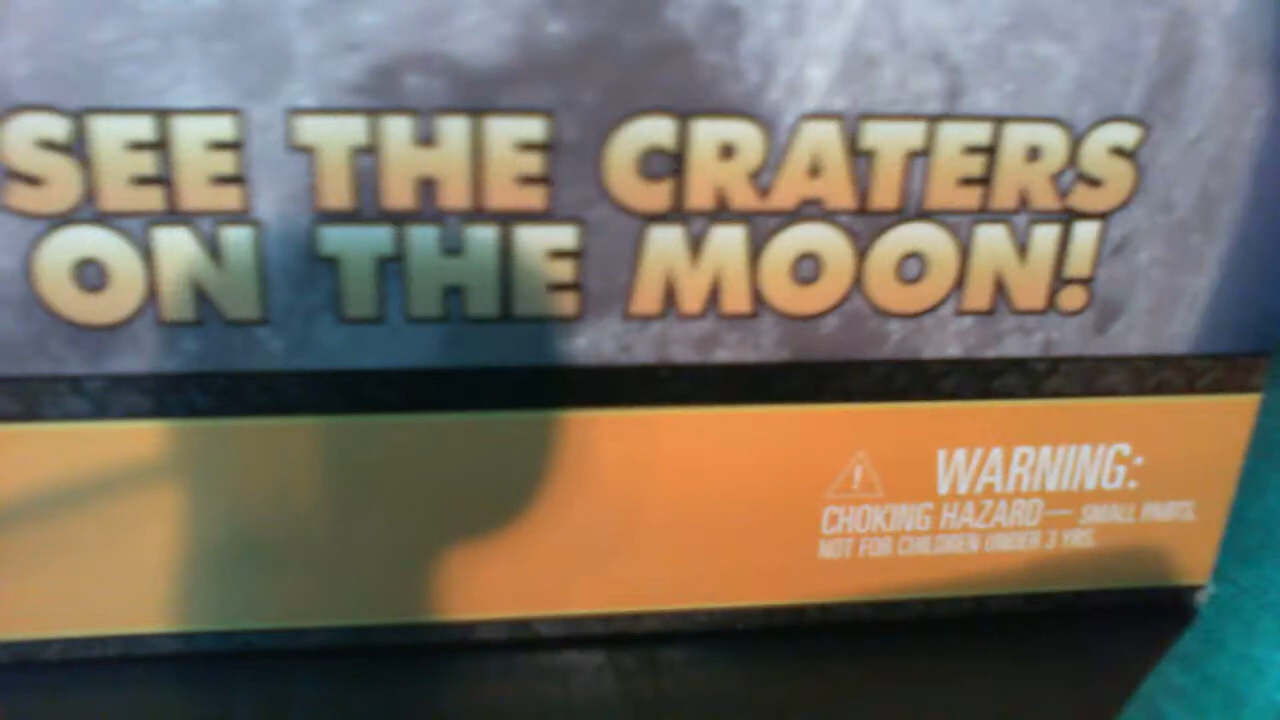 SEE THE CRATERS
ON THE MOON!
WARNING:
CHOKING HAZARD— SMALL PARTS.
NOT FOR CHILDREN UNDER 3 YRS.